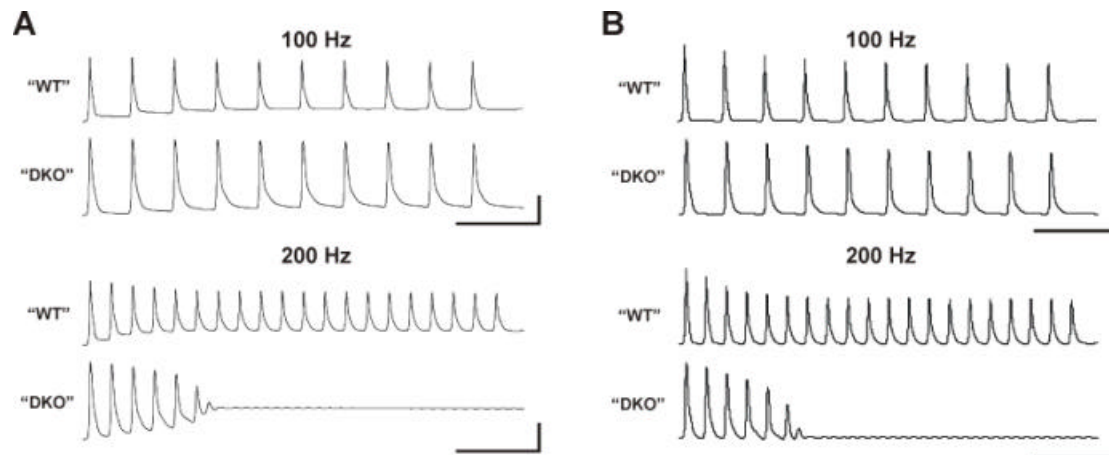 A
100 Hz
“WT”
“DKO”
200 Hz
“WT”
“DKO”
B
100 Hz
“WT”
“DKO”
200 Hz
“WT”
“DKO”